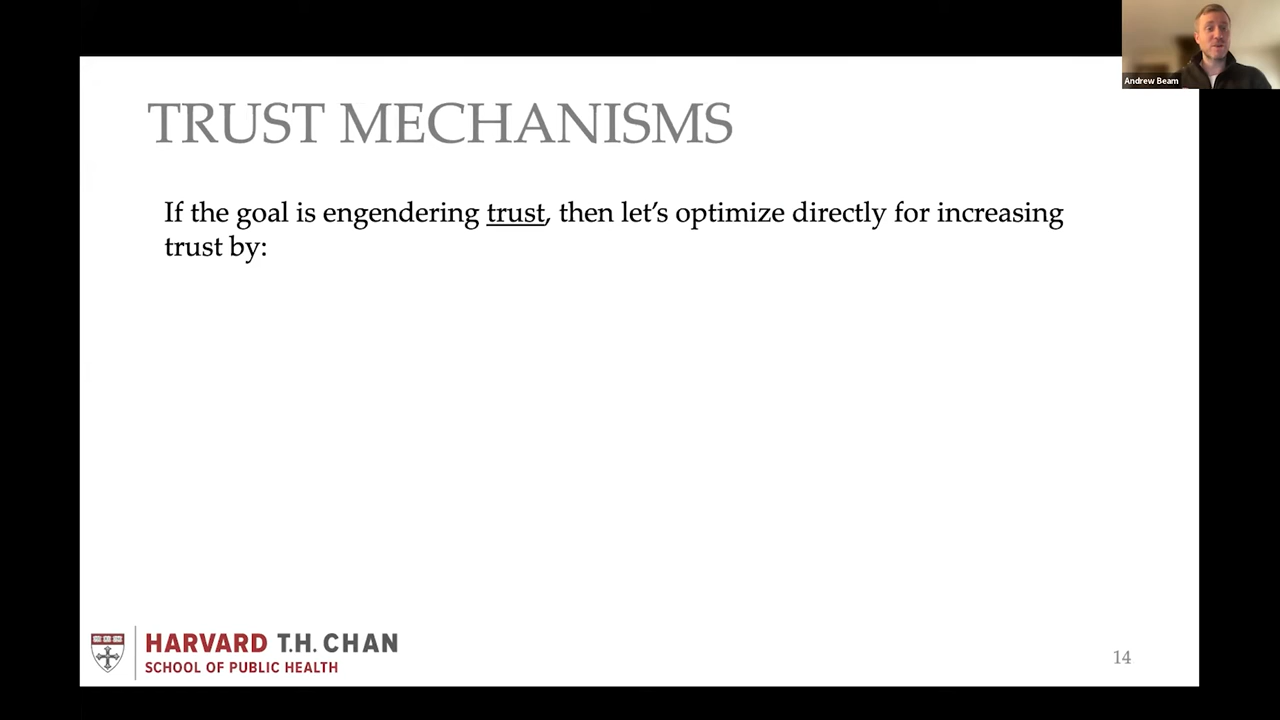 Andrew Beam
TRUST MECHANISMS
If the goal is engendering trust, then let’s optimize directly for increasing
trust by:
HARVARD T.H. CHAN
SCHOOL OF PUBLIC HEALTH
14